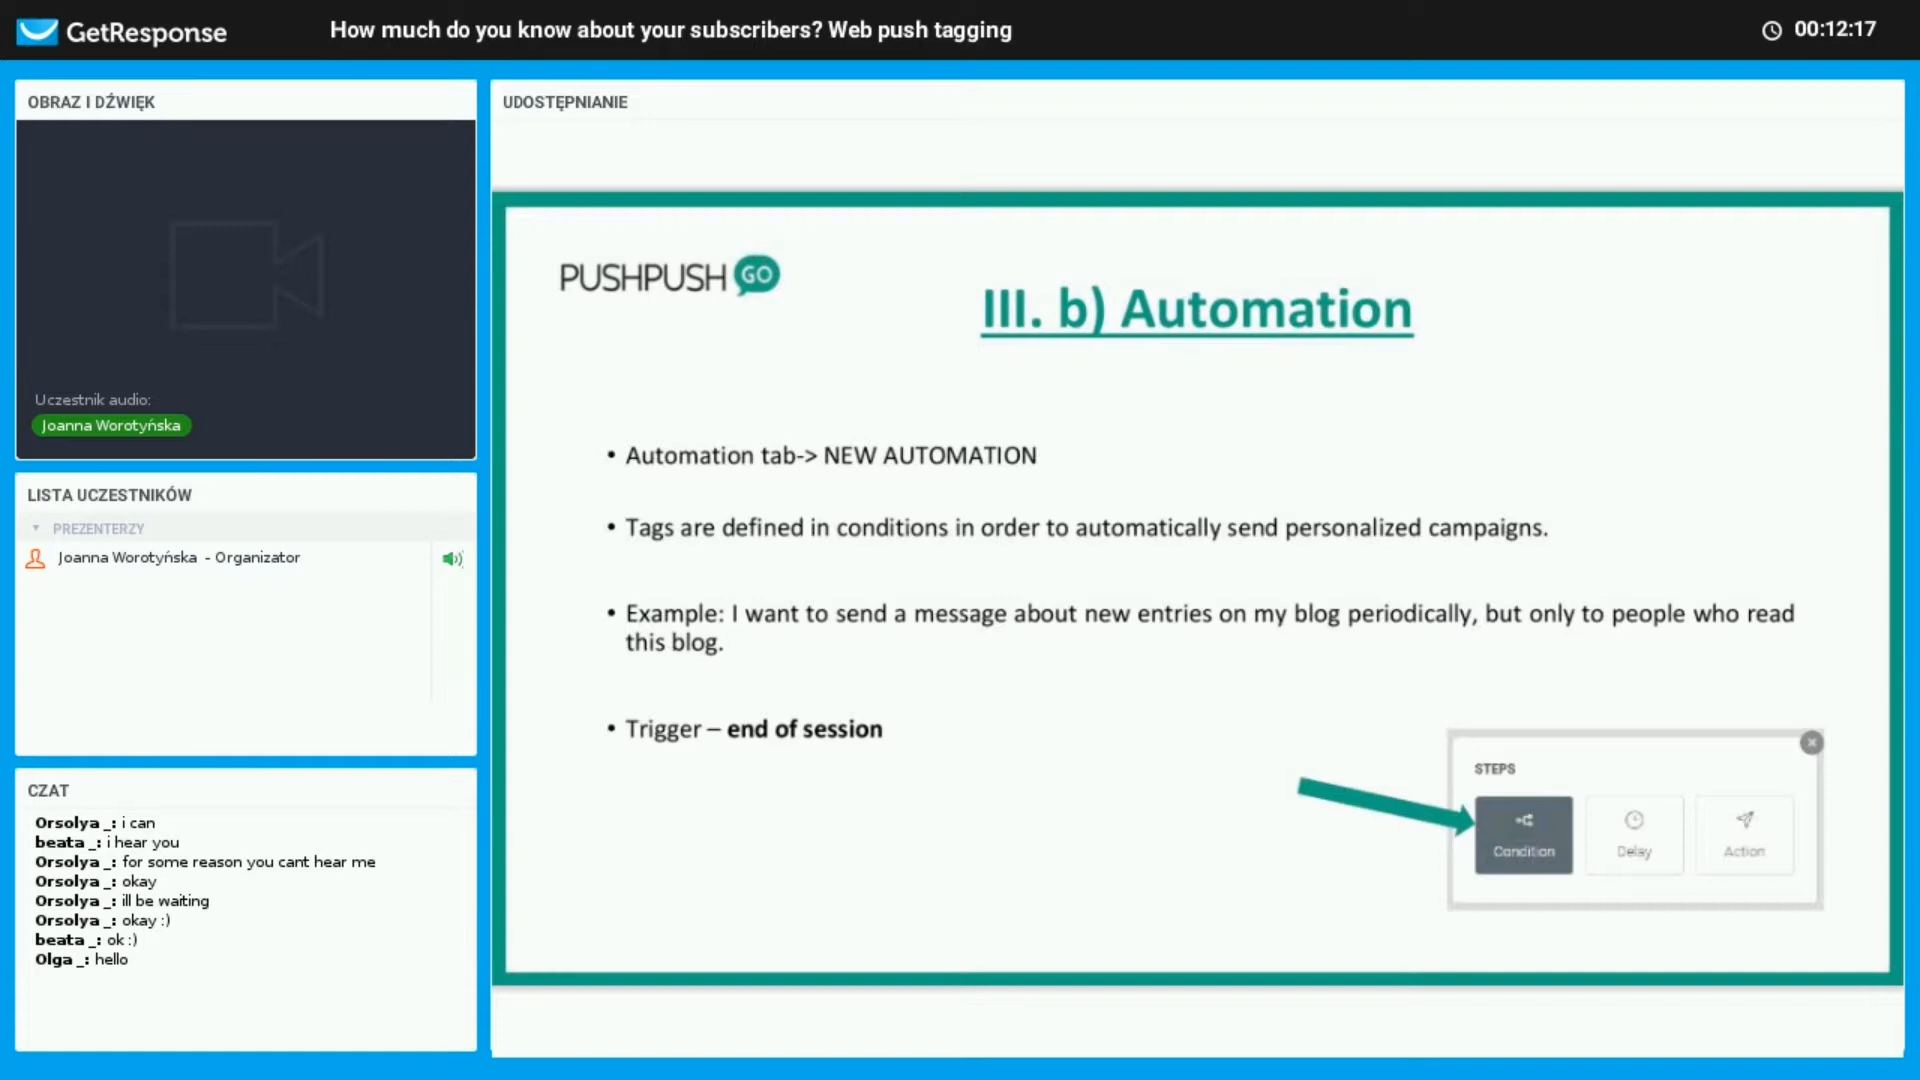 GetResponse
How much do you know about your subscribers? Web push tagging
00:12:17
OBRAZ I DŹWIĘK
Uczestnik audio:
Joanna Worotyńska
LISTA UCZESTNIKÓW
PREZENTERZY
Joanna Worotyńska - Organizator
CZAT
Orsolya _: i can
beata _: i hear you
Orsolya _: for some reason you cant hear me
Orsolya _: okay
Orsolya _: ill be waiting
Orsolya _: okay :)
beata _: ok :)
Olga _: hello
UDOSTĘPNIANIE
PUSHPUSH GO
III. b) Automation
• Automation tab-> NEW AUTOMATION
• Tags are defined in conditions in order to automatically send personalized campaigns.
• Example: I want to send a message about new entries on my blog periodically, but only to people who read
this blog.
• Trigger – end of session
STEPS
Condition
Delay
Action